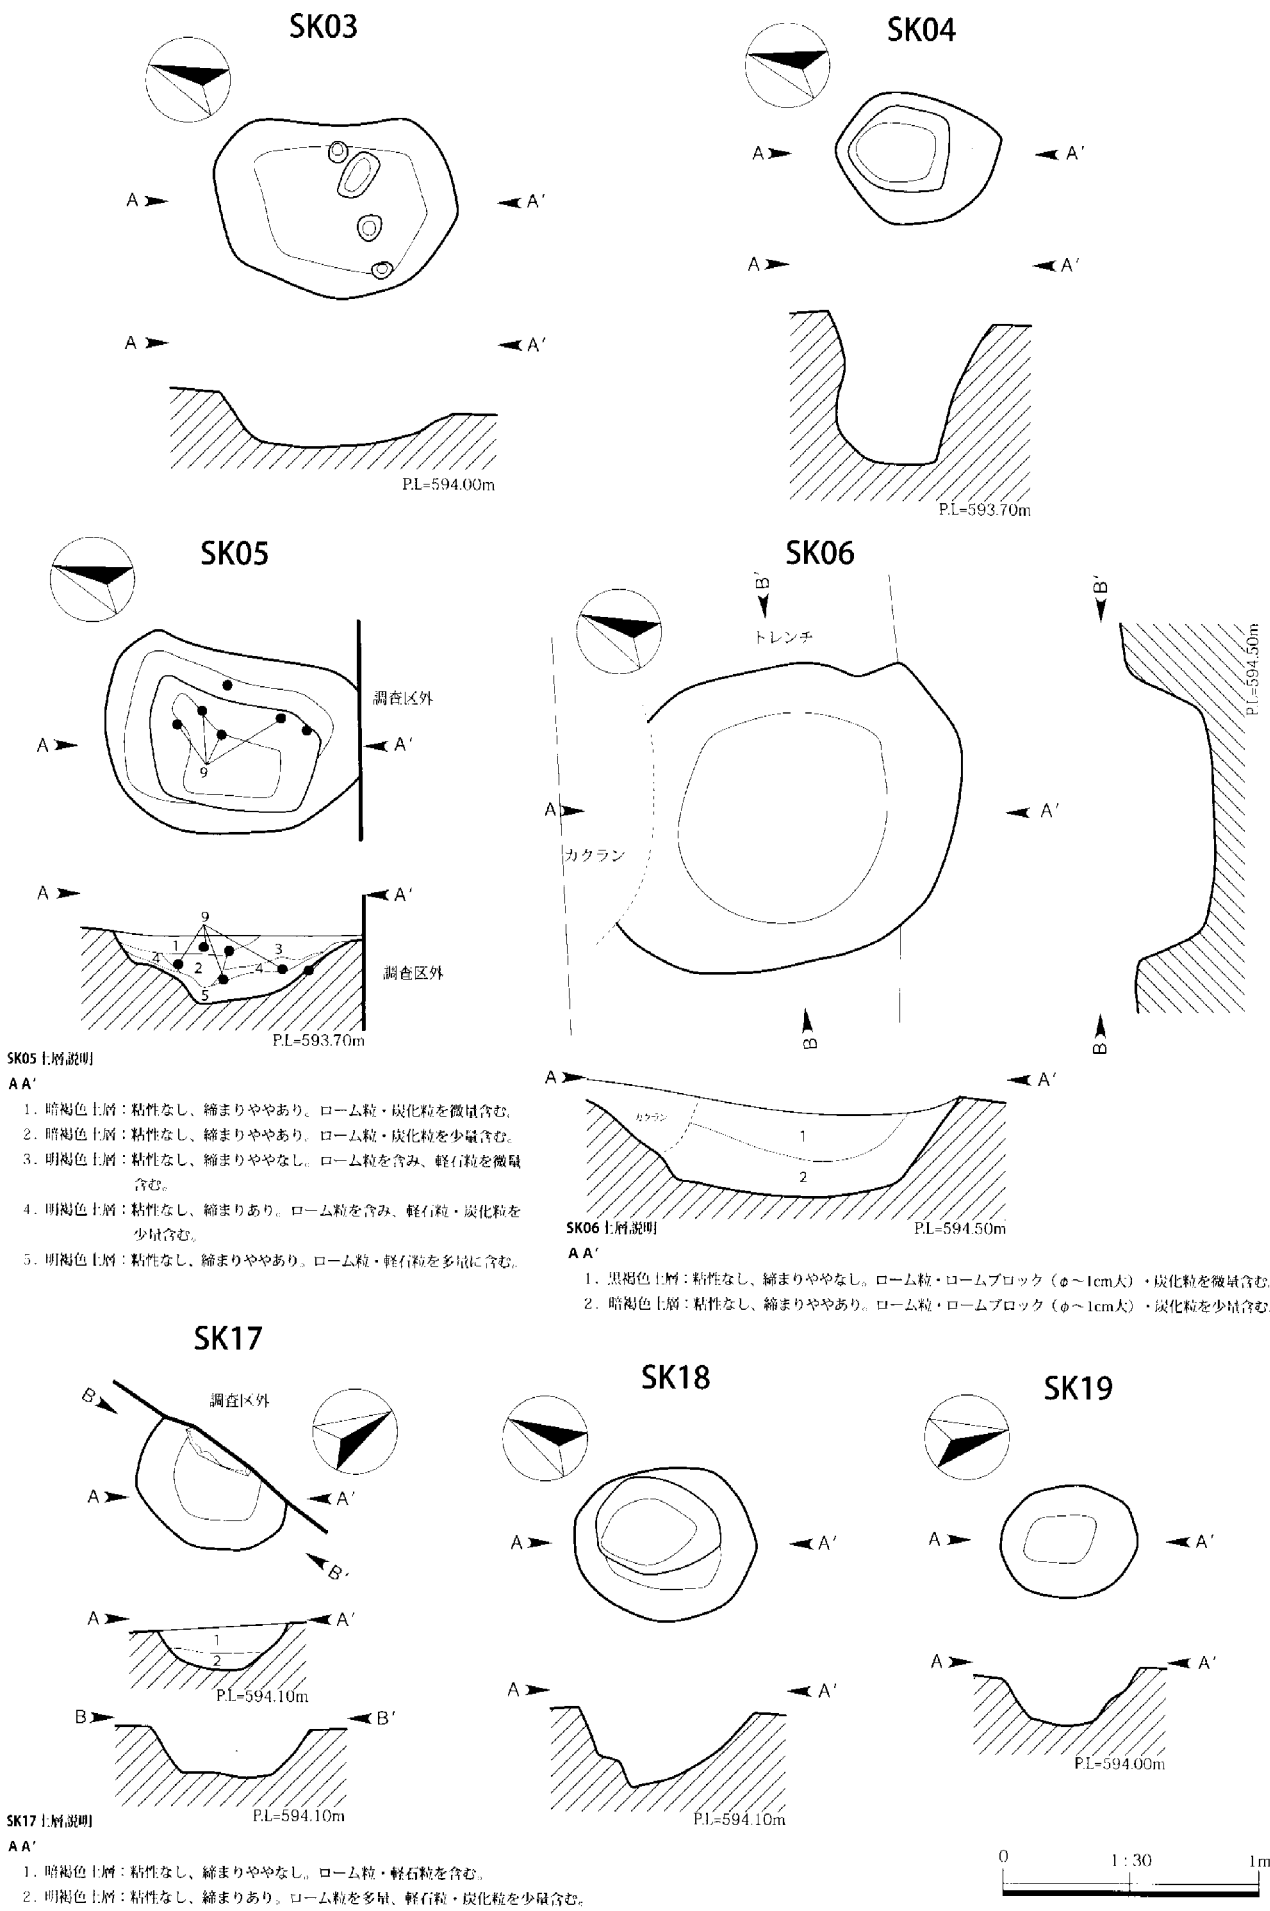 SK03
A
A'
A
A'
P.L=594.00m
SK04
A
A'
A
A'
P.L=593.70m
SK05
調査区外
A
A'
9
A
A'
9
1
3
4
2
4
5
調査区外
P.L=593.70m
SK05土層説明
A A'
1. 暗褐色土層：粘性なし、締まりややあり。ローム粒・炭化粒を微量含む。
2. 暗褐色土層：粘性なし、締まりややあり。ローム粒・炭化粒を少量含む。
3. 明褐色土層：粘性なし、締まりややなし。ローム粒を含み、軽石粒を微量
含む。
4. 明褐色土層：粘性なし、締まりあり。ローム粒を含み、軽石粒・炭化粒を
少量含む。
5. 明褐色土層：粘性なし、締まりややあり。ローム粒・軽石粒を多量に含む。
SK06
B'
トレンチ
A
A'
カクラン
B
B'
P.L=594.50m
B
A
A'
カクラン
1
2
P.L=594.50m
SK06土層説明
A A'
1. 黒褐色土層：粘性なし、締まりややなし。ローム粒・ロームブロック（φ～1cm大）・炭化粒を微量含む。
2. 暗褐色土層：粘性なし、締まりややあり。ローム粒・ロームブロック（φ～1cm大）・炭化粒を少量含む。
SK17
B
調査区外
A
A'
B'
A
A'
1
2
P.L=594.10m
B
B'
P.L=594.10m
SK17土層説明
A A'
1. 暗褐色土層：粘性なし、締まりややなし。ローム粒・軽石粒を含む。
2. 明褐色土層：粘性なし、締まりあり。ローム粒を多量、軽石粒・炭化粒を少量含む。
SK18
A
A'
A
A'
P.L=594.10m
SK19
A
A'
A
A'
P.L=594.00m
0 1:30 1m